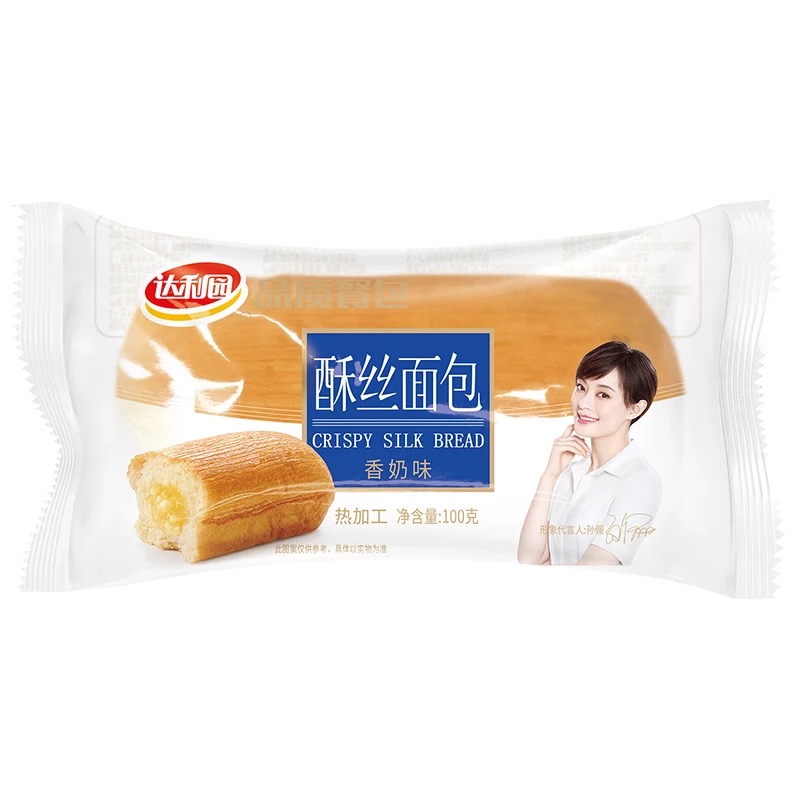 达利园
品质膏包
酥丝面包
CRISPY SILK BREAD
香奶味
热加工 净含量:100克
形象代言人:孙俪
此图案仅供参考，具体以实物为准